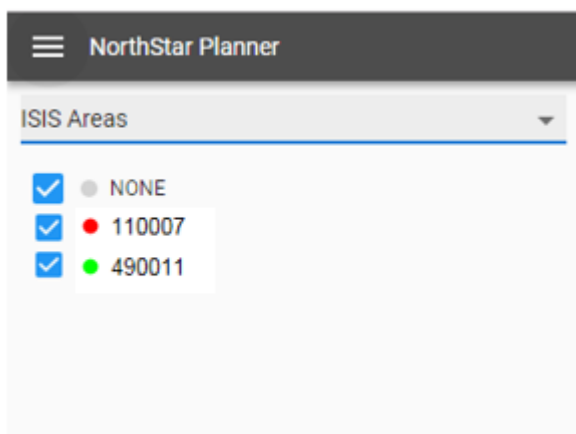 NorthStar Planner
ISIS Areas
NONE
110007
490011